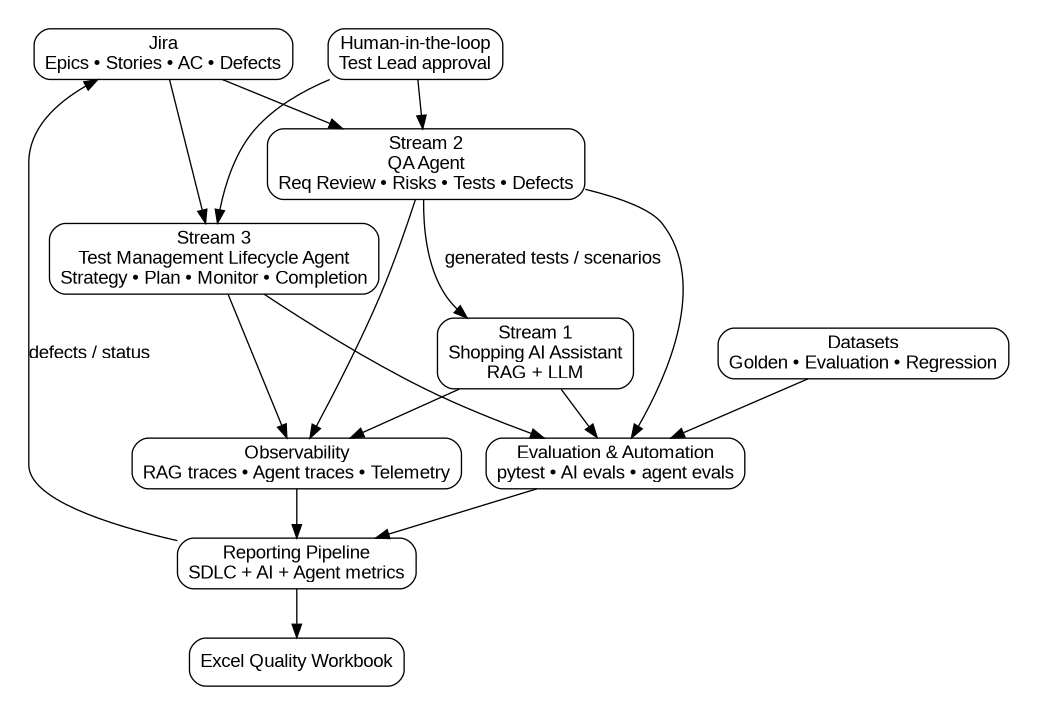 Jira
Epics • Stories • AC • Defects
Human-in-the-loop
Test Lead approval
Stream 2
QA Agent
Req Review • Risks • Tests • Defects
Stream 3
Test Management Lifecycle Agent
Strategy • Plan • Monitor • Completion
generated tests / scenarios
Stream 1
Shopping AI Assistant
RAG + LLM
Datasets
Golden • Evaluation • Regression
defects / status
Observability
RAG traces • Agent traces • Telemetry
Evaluation & Automation
pytest • AI evals • agent evals
Reporting Pipeline
SDLC + AI + Agent metrics
Excel Quality Workbook